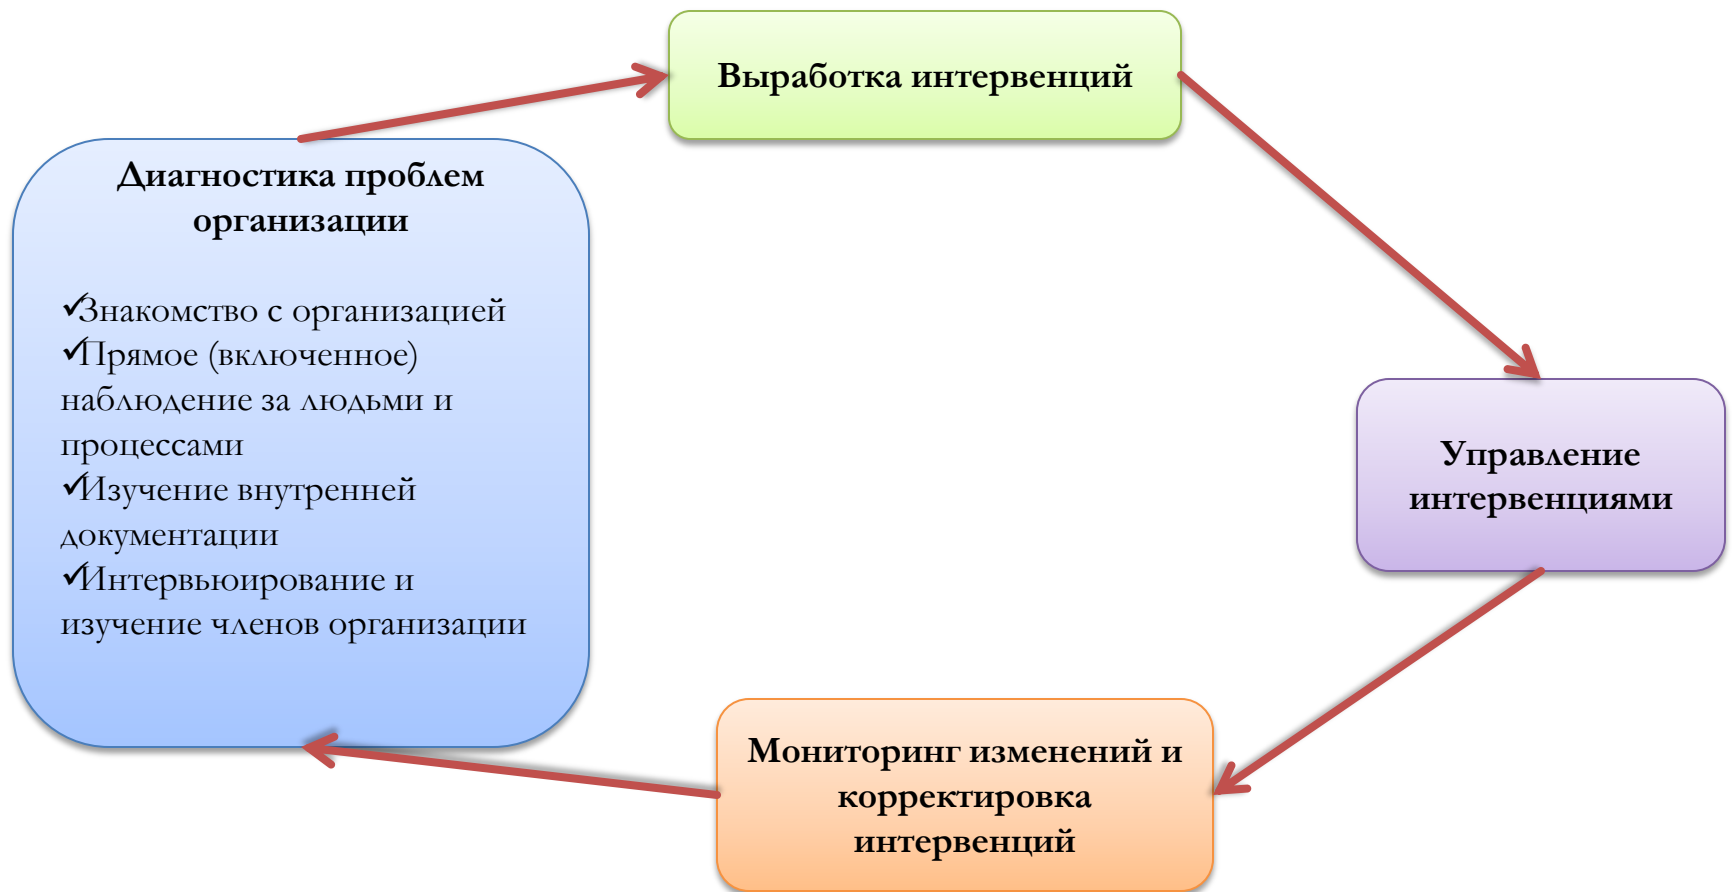 Выработка интервенций
Диагностика проблем
организации
✓Знакомство с организацией
✓Прямое (включенное)
наблюдение за людьми и
процессами
✓Изучение внутренней
документации
✓Интервьюирование и
изучение членов организации
Управление
интервенциями
Мониторинг изменений и
корректировка
интервенций